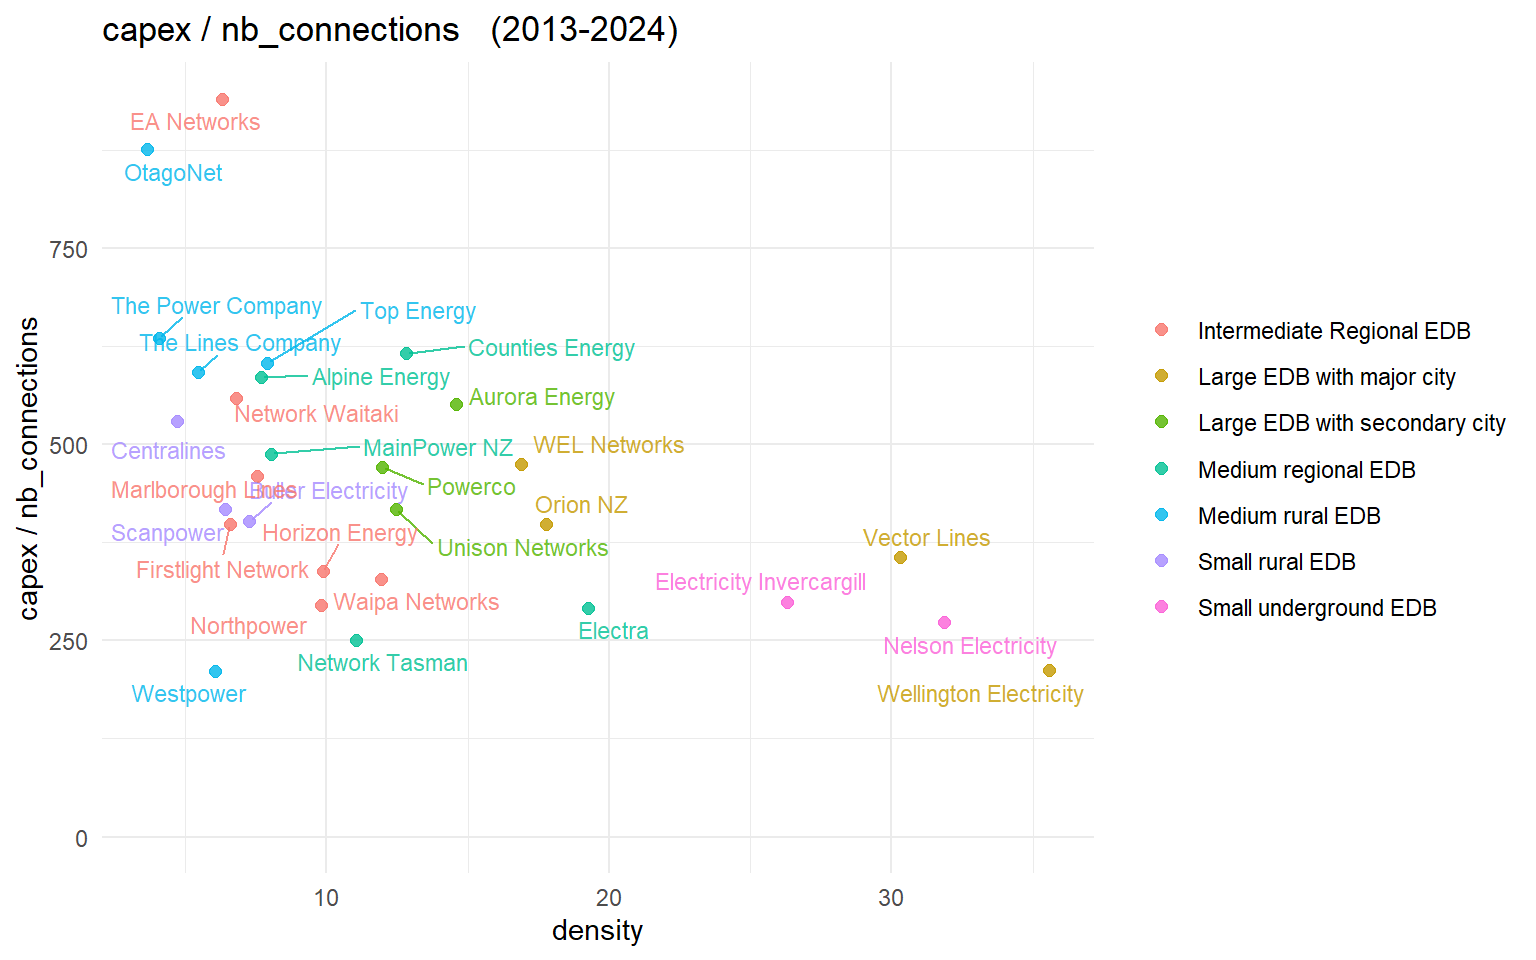 capex / nb_connections   (2013-2024)
EA Networks
OtagoNet
750
The Power Company
Top Energy
The Lines Company
Counties Energy
Alpine Energy
Aurora Energy
Network Waitaki
500
MainPower NZ
WEL Networks
Centralines
Powerco
Marlborough Lines
Buller Electricity
Orion NZ
Scanpower
Horizon Energy
Unison Networks
Vector Lines
Firstlight Network
Electricity Invercargill
Waipa Networks
Northpower
Electra
250
Nelson Electricity
Network Tasman
Westpower
Wellington Electricity
0
10
20
30
density
capex / nb_connections
Intermediate Regional EDB
Large EDB with major city
Large EDB with secondary city
Medium regional EDB
Medium rural EDB
Small rural EDB
Small underground EDB